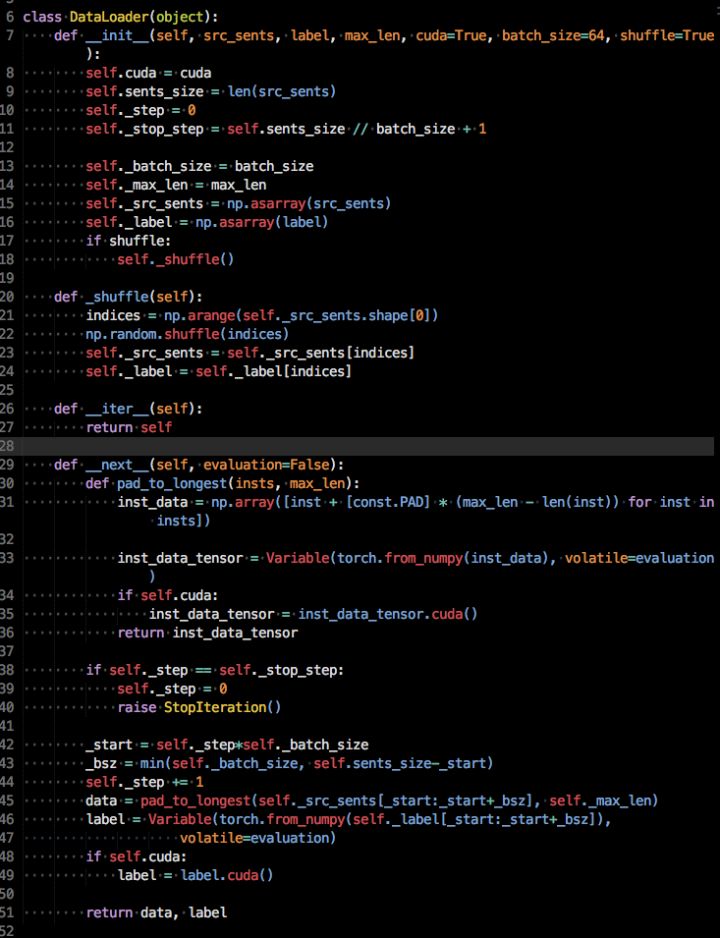 6 class DataLoader(object):
7     def __init__(self, src_sents, label, max_len, cuda=True, batch_size=64, shuffle=True
        ):
8         self.cuda = cuda
9         self.sents_size = len(src_sents)
10         self._step = 0
11         self._stop_step = self.sents_size // batch_size + 1
12
13         self._batch_size = batch_size
14         self._max_len = max_len
15         self._src_sents = np.asarray(src_sents)
16         self._label = np.asarray(label)
17         if shuffle:
18             self._shuffle()
19
20     def _shuffle(self):
21         indices = np.arange(self._src_sents.shape[0])
22         np.random.shuffle(indices)
23         self._src_sents = self._src_sents[indices]
24         self._label = self._label[indices]
25
26     def __iter__(self):
27         return self
28
29     def __next__(self, evaluation=False):
30         def pad_to_longest(insts, max_len):
31             inst_data = np.array([inst + [const.PAD] * (max_len - len(inst)) for inst in
                insts])
32
33             inst_data_tensor = Variable(torch.from_numpy(inst_data), volatile=evaluation
                )
34             if self.cuda:
35                 inst_data_tensor = inst_data_tensor.cuda()
36             return inst_data_tensor
37
38         if self._step == self._stop_step:
39             self._step = 0
40             raise StopIteration()
41
42         _start = self._step*self._batch_size
43         _bsz = min(self._batch_size, self.sents_size-_start)
44         self._step += 1
45         data = pad_to_longest(self._src_sents[_start:_start+_bsz], self._max_len)
46         label = Variable(torch.from_numpy(self._label[_start:_start+_bsz]),
47                     volatile=evaluation)
48         if self.cuda:
49             label = label.cuda()
50
51         return data, label
52